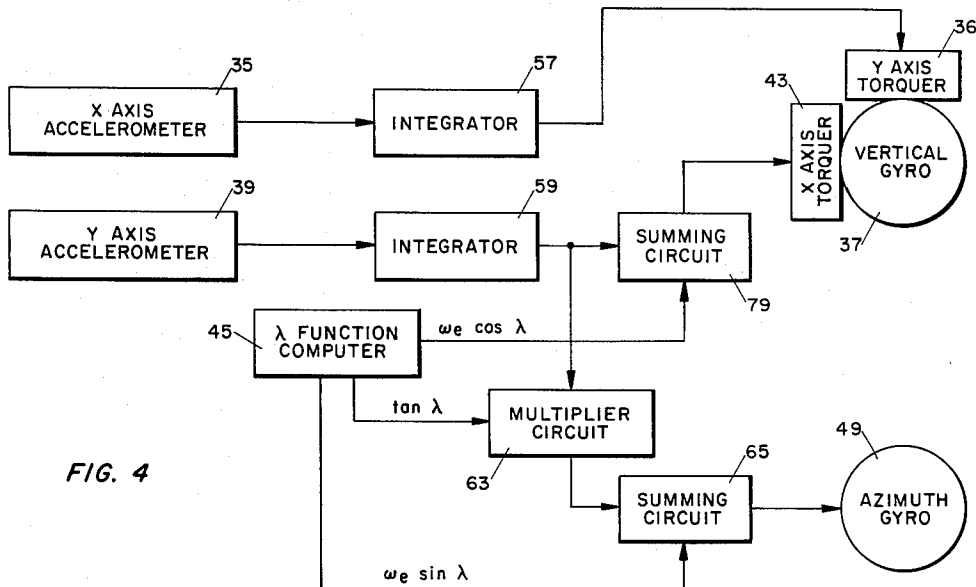 35
X AXIS
ACCELEROMETER
57
INTEGRATOR
36
Y AXIS
TORQUER
43
X AXIS
TORQUER
VERTICAL
GYRO
37
39
Y AXIS
ACCELEROMETER
59
INTEGRATOR
SUMMING
CIRCUIT
79
45
λ FUNCTION
COMPUTER
ωe cos λ
tan λ
MULTIPLIER
CIRCUIT
63
65
SUMMING
CIRCUIT
49
AZIMUTH
GYRO
FIG. 4
ωe sin λ